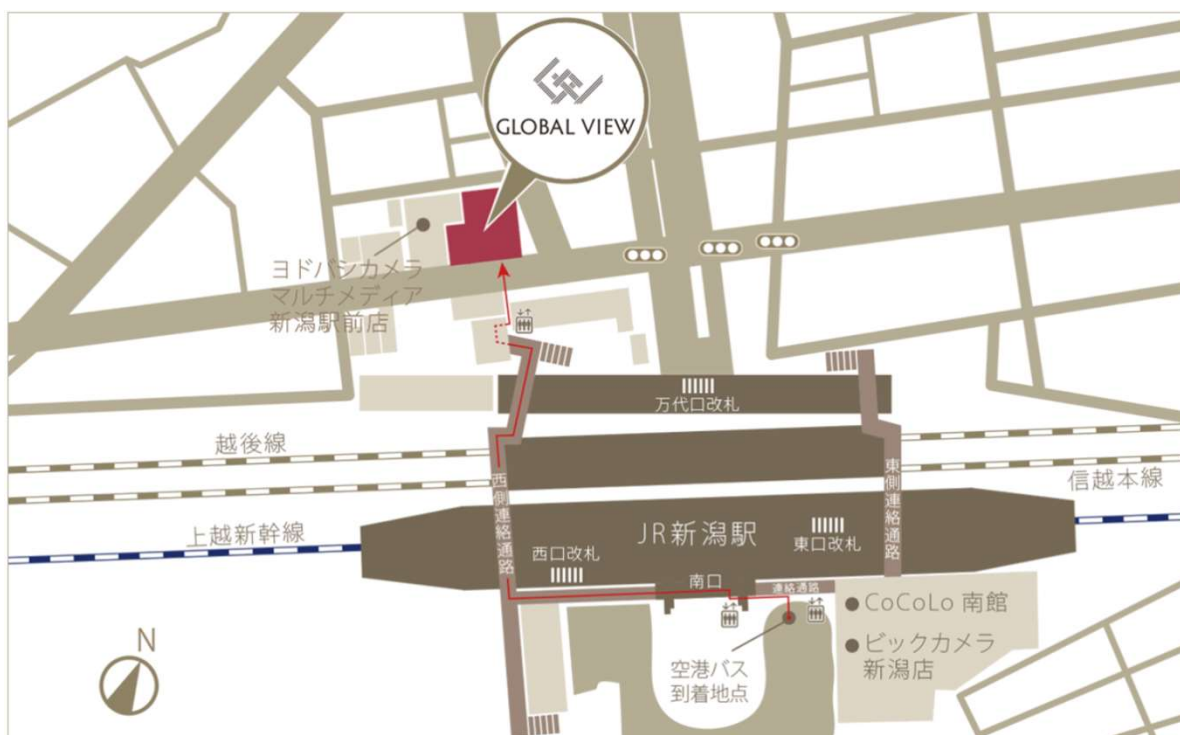 GLOBAL VIEW
ヨドバシカメラ
マルチメディア
新潟駅前店
万代口改札
越後線
西側連絡通路
東側連絡通路
信越本線
上越新幹線
JR新潟駅
西口改札
東口改札
南口
連絡通路
CoCoLo 南館
ビックカメラ
新潟店
空港バス
到着地点
N